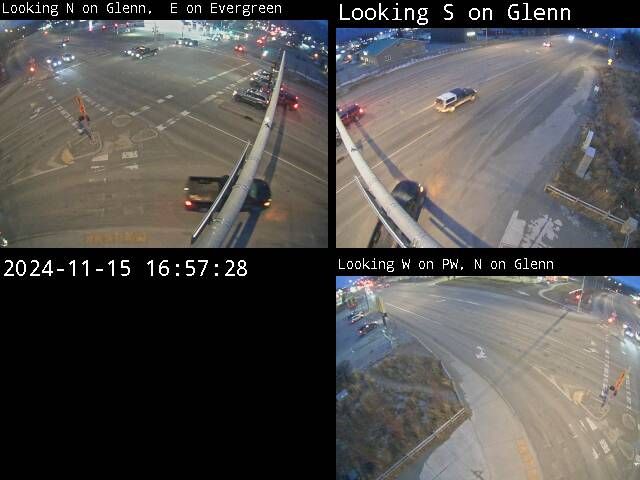 Looking N on Glenn,  E on Evergreen
Looking S on Glenn
2024-11-15 16:57:28
Looking W on PW, N on Glenn